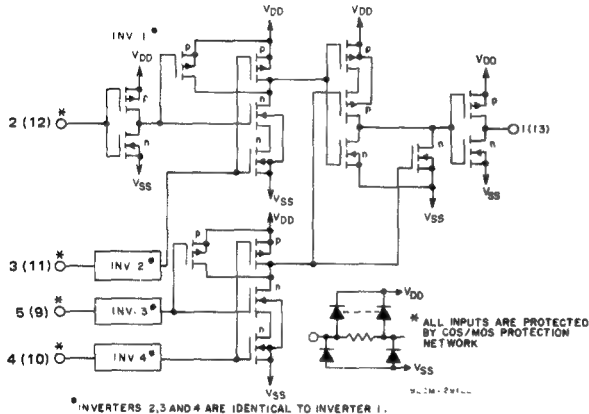 INV. 1*
VDD
VDD
VDD
VDD
p
p
p
p
p
p
2 (12) *
n
n
n
n
n
n
1 (13)
VSS
VSS
VSS
VSS
VDD
p
p
3 (11) *
INV. 2*
5 (9) *
INV. 3*
n
n
4 (10) *
INV. 4*
VSS
VDD
VSS
* ALL INPUTS ARE PROTECTED
BY COS/MOS PROTECTION
NETWORK
*INVERTERS 2,3 AND 4 ARE IDENTICAL TO INVERTER 1.